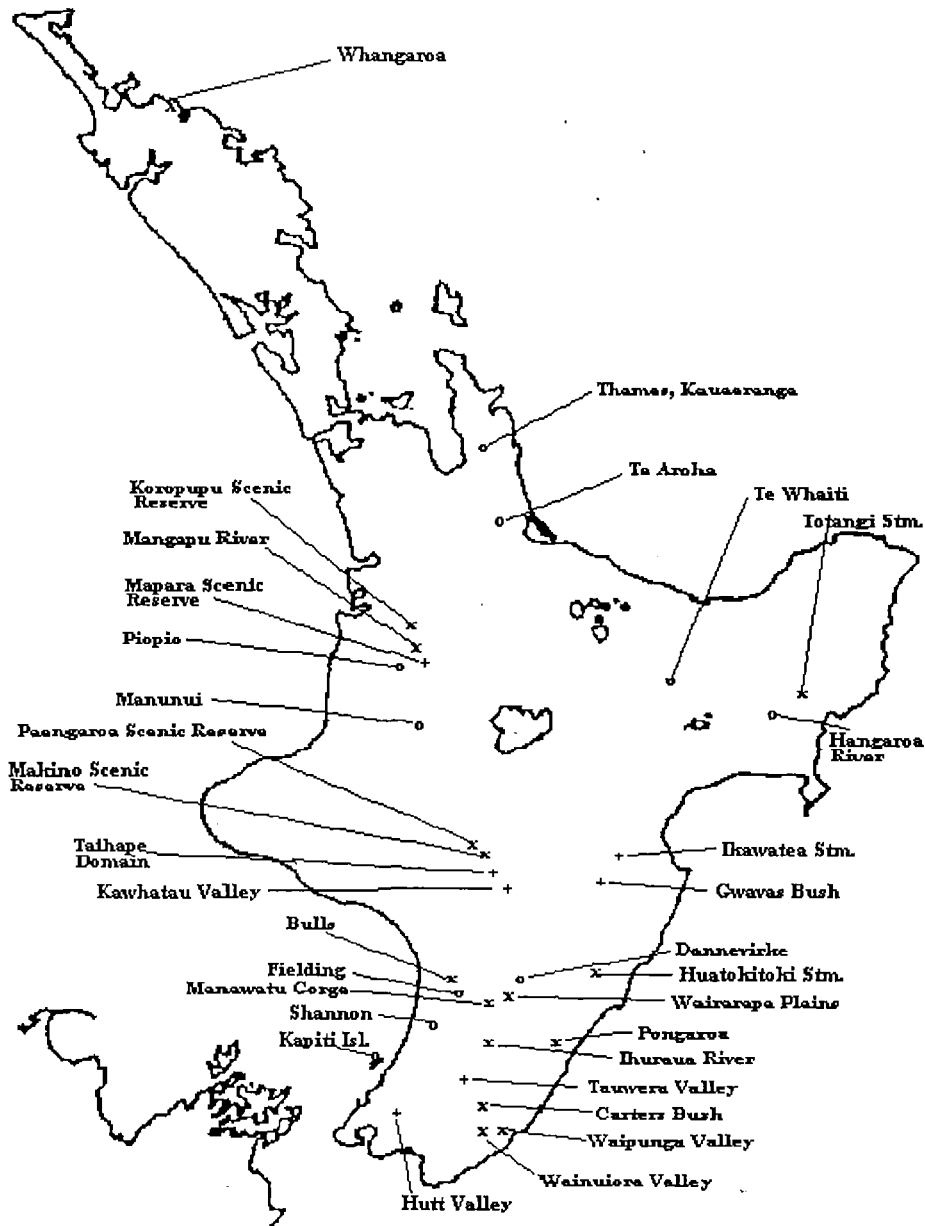 Whangaroa
Thames, Kauaeranga
Te Aroha
Te Whaiti
Totangi Stm.
Koropupu Scenic
Reserve
Mangapu River
Mapara Scenic
Reserve
Piopio
Manunui
Paengaroa Scenic Reserve
Makino Scenic
Reserve
Taihape
Domain
Kawhatau Valley
Hangaroa
River
Ikawatea Stm.
Gwavas Bush
Bulls
Fielding
Manawatu Gorge
Shannon
Kapiti Isl.
Dannevirke
Huatokitoki Stm.
Wairarapa Plains
Pongaroa
Ihuraua River
Tauweru Valley
Carters Bush
Waipunga Valley
Wainuiora Valley
Hutt Valley